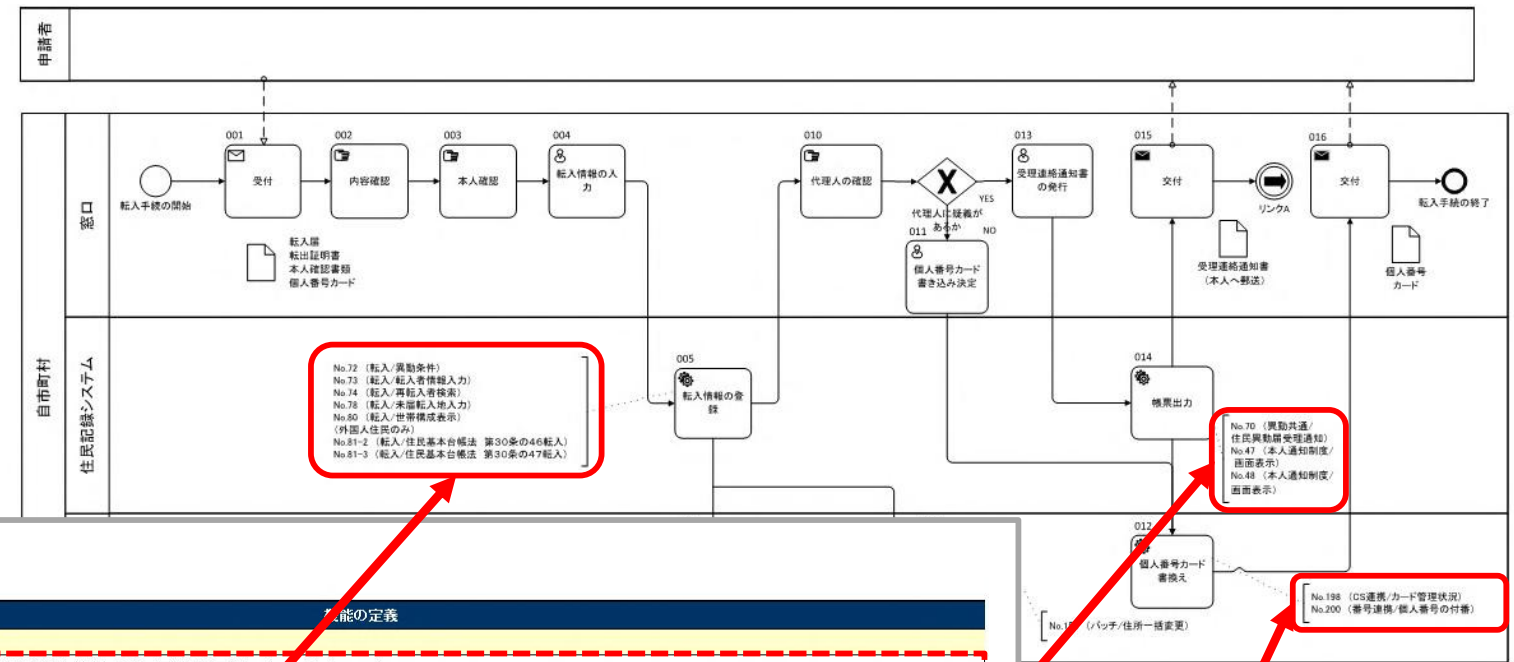 申請者
自市町村
窓口
住民記録システム
転入手続の開始
001
受付
002
内容確認
003
本人確認
004
転入情報の入
力
転入届
転出証明書
本人確認書類
個人番号カード
010
代理人の確認
代理人に疑義が
あるか
YES
NO
011
個人番号カード
書き込み決定
013
受理連絡通知書
の発行
015
交付
リンクA
受理連絡通知書
(本人へ郵送)
016
交付
転入手続の終了
個人番号
カード
No.72 (転入/異動条件)
No.73 (転入/転入者情報入力)
No.74 (転入/再転入者検索)
No.78 (転入/未届転入地入力)
No.80 (転入/世帯構成表示)
(外国人住民のみ)
No.81-2 (転入/住民基本台帳法 第30条の46転入)
No.81-3 (転入/住民基本台帳法 第30条の47転入)
005
転入情報の登
録
014
帳票出力
No.70 (異動共通/
住民異動届受理通知)
No.47 (本人通知制度/
画面表示)
No.48 (本人通知制度/
画面表示)
012
個人番号カード
書換え
No.198 (CS連携/カード管理状況)
No.200 (番号連携/個人番号の付番)
(バッチ/住所一括変更)
能の定義